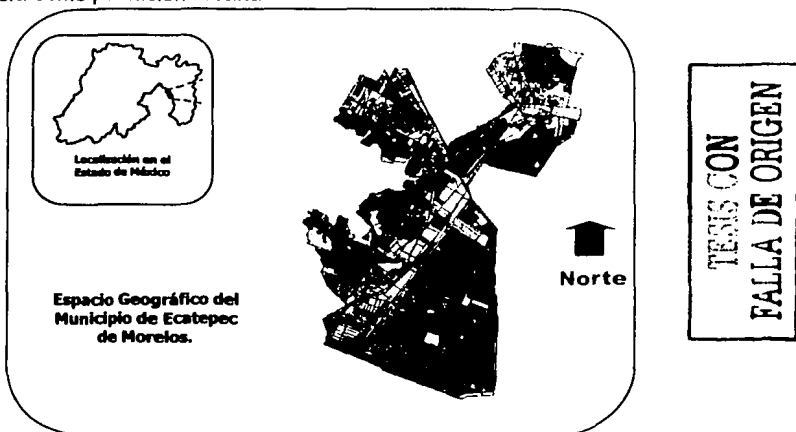 Localización en el
Estado de México
Espacio Geográfico del
Municipio de Ecatepec
de Morelos.
Norte
TESIS CON
FALLA DE ORIGEN